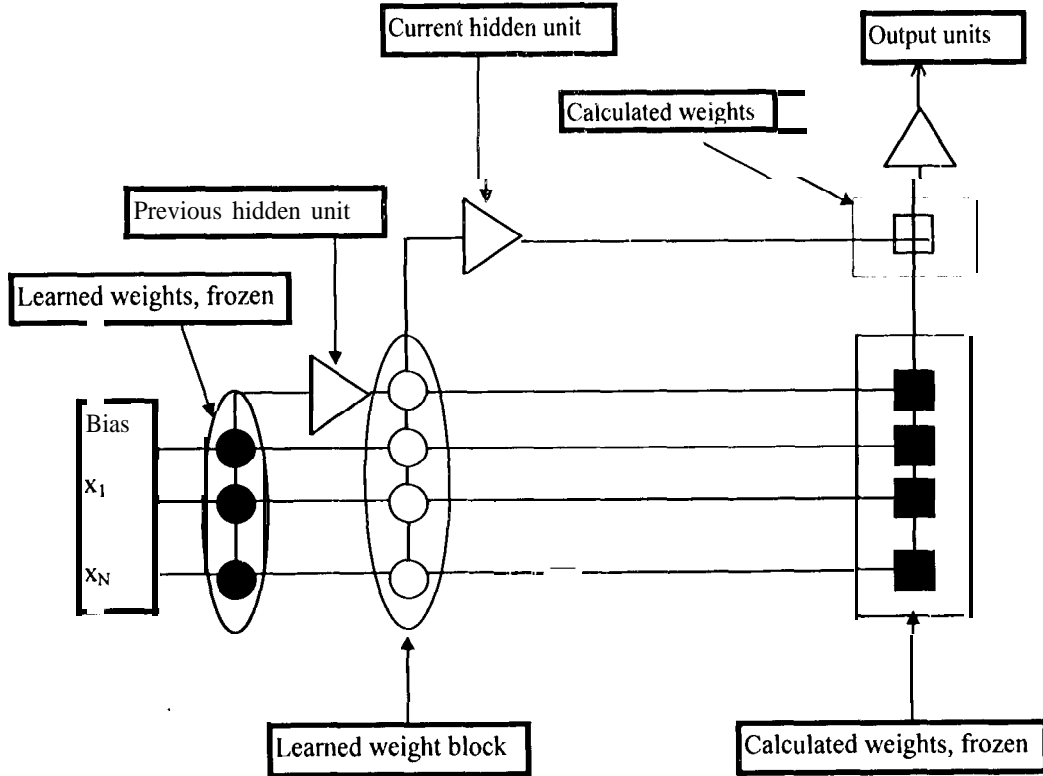 Current hidden unit
Output units
Calculated weights
Previous hidden unit
Learned weights, frozen
Bias
x1
xN
Learned weight block
Calculated weights, frozen